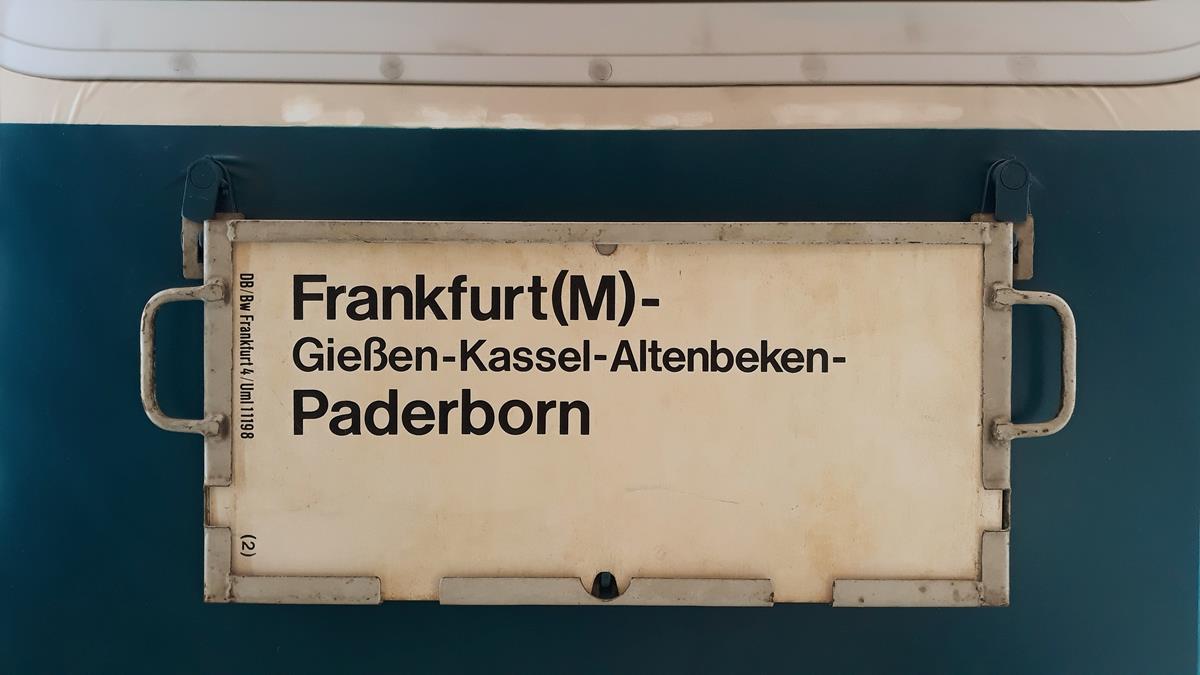 Frankfurt(M)-
Gießen-Kassel-Altenbeken-
Paderborn
DB/Bw Frankfurt 4/Uml 11198
(2)